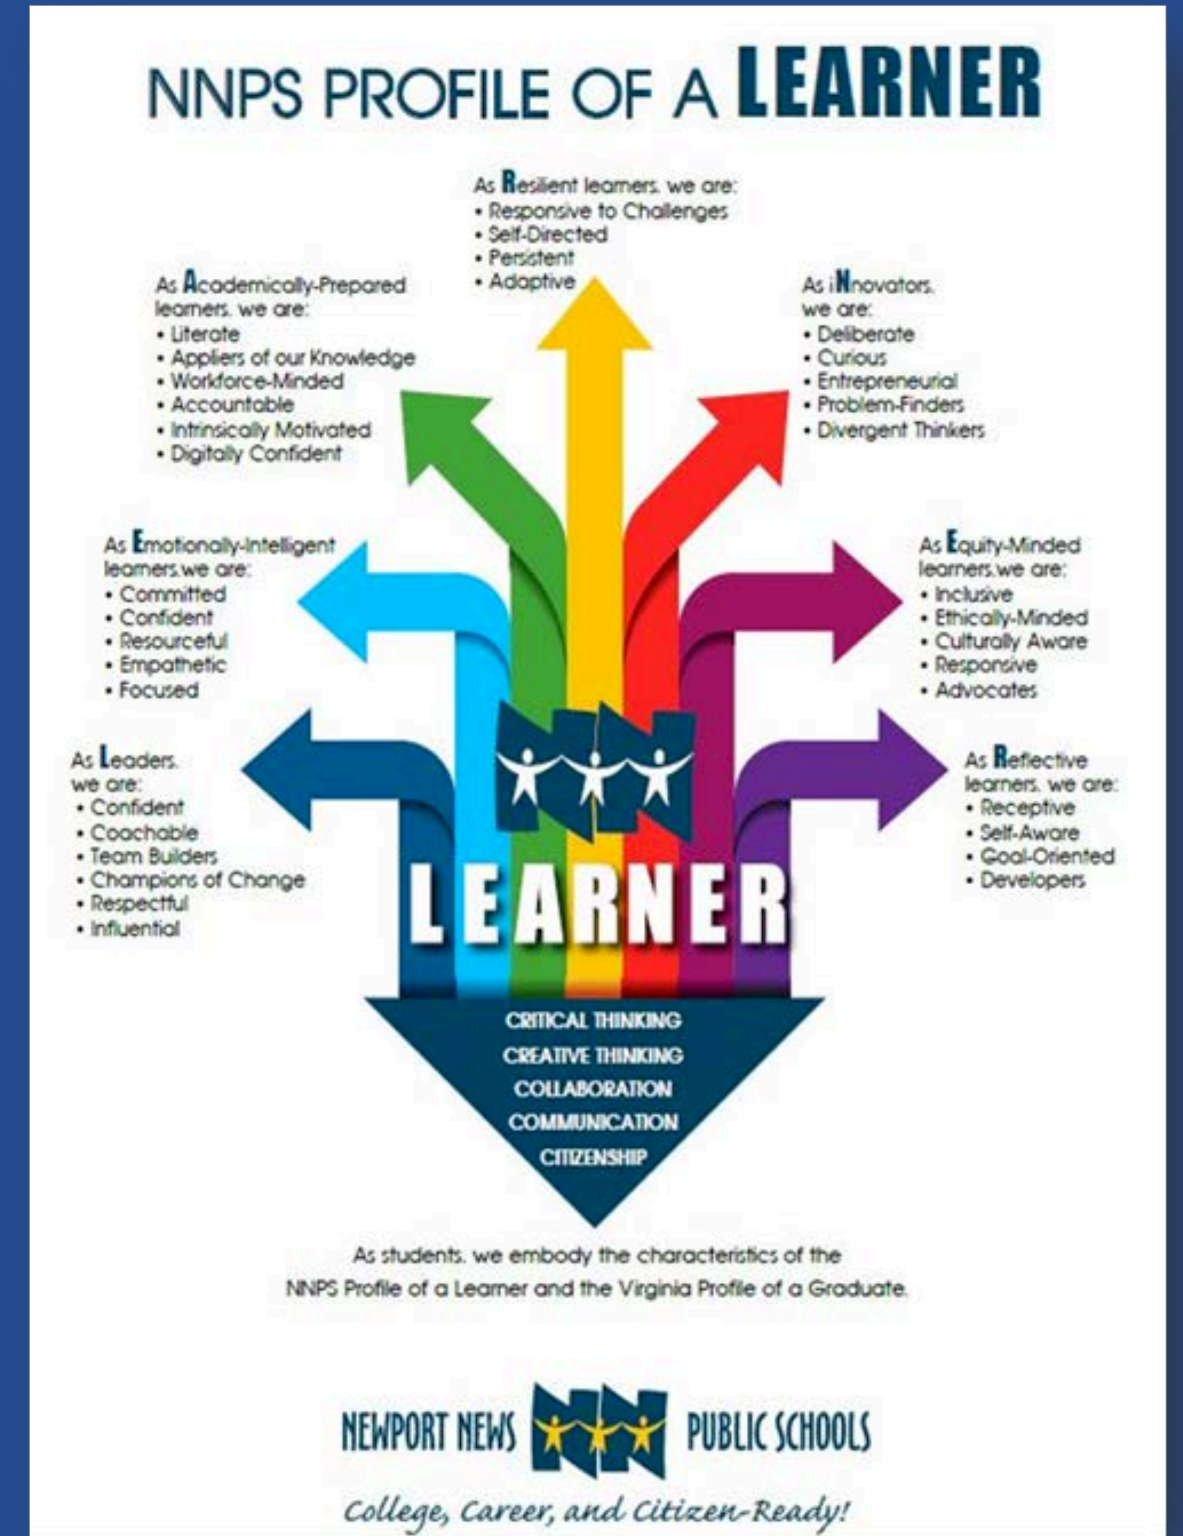 NNPS PROFILE OF A LEARNER
As Resilient learners, we are:
• Responsive to Challenges
• Self-Directed
• Persistent
• Adaptive
As Academically-Prepared
learners, we are:
• Literate
• Appliers of our Knowledge
• Workforce-Minded
• Accountable
• Intrinsically Motivated
• Digitally Confident
As iNnovators,
we are:
• Deliberate
• Curious
• Entrepreneurial
• Problem-Finders
• Divergent Thinkers
As Emotionally-Intelligent
learners,we are:
• Committed
• Confident
• Resourceful
• Empathetic
• Focused
As Equity-Minded
learners,we are:
• Inclusive
• Ethically-Minded
• Culturally Aware
• Responsive
• Advocates
As Leaders,
we are:
• Confident
• Coachable
• Team Builders
• Champions of Change
• Respectful
• Influential
As Reflective
learners, we are:
• Receptive
• Self-Aware
• Goal-Oriented
• Developers
NN
LEARNER
CRITICAL THINKING
CREATIVE THINKING
COLLABORATION
COMMUNICATION
CITIZENSHIP
As students, we embody the characteristics of the
NNPS Profile of a Learner and the Virginia Profile of a Graduate.
NEWPORT NEWS NN PUBLIC SCHOOLS
College, Career, and Citizen-Ready!